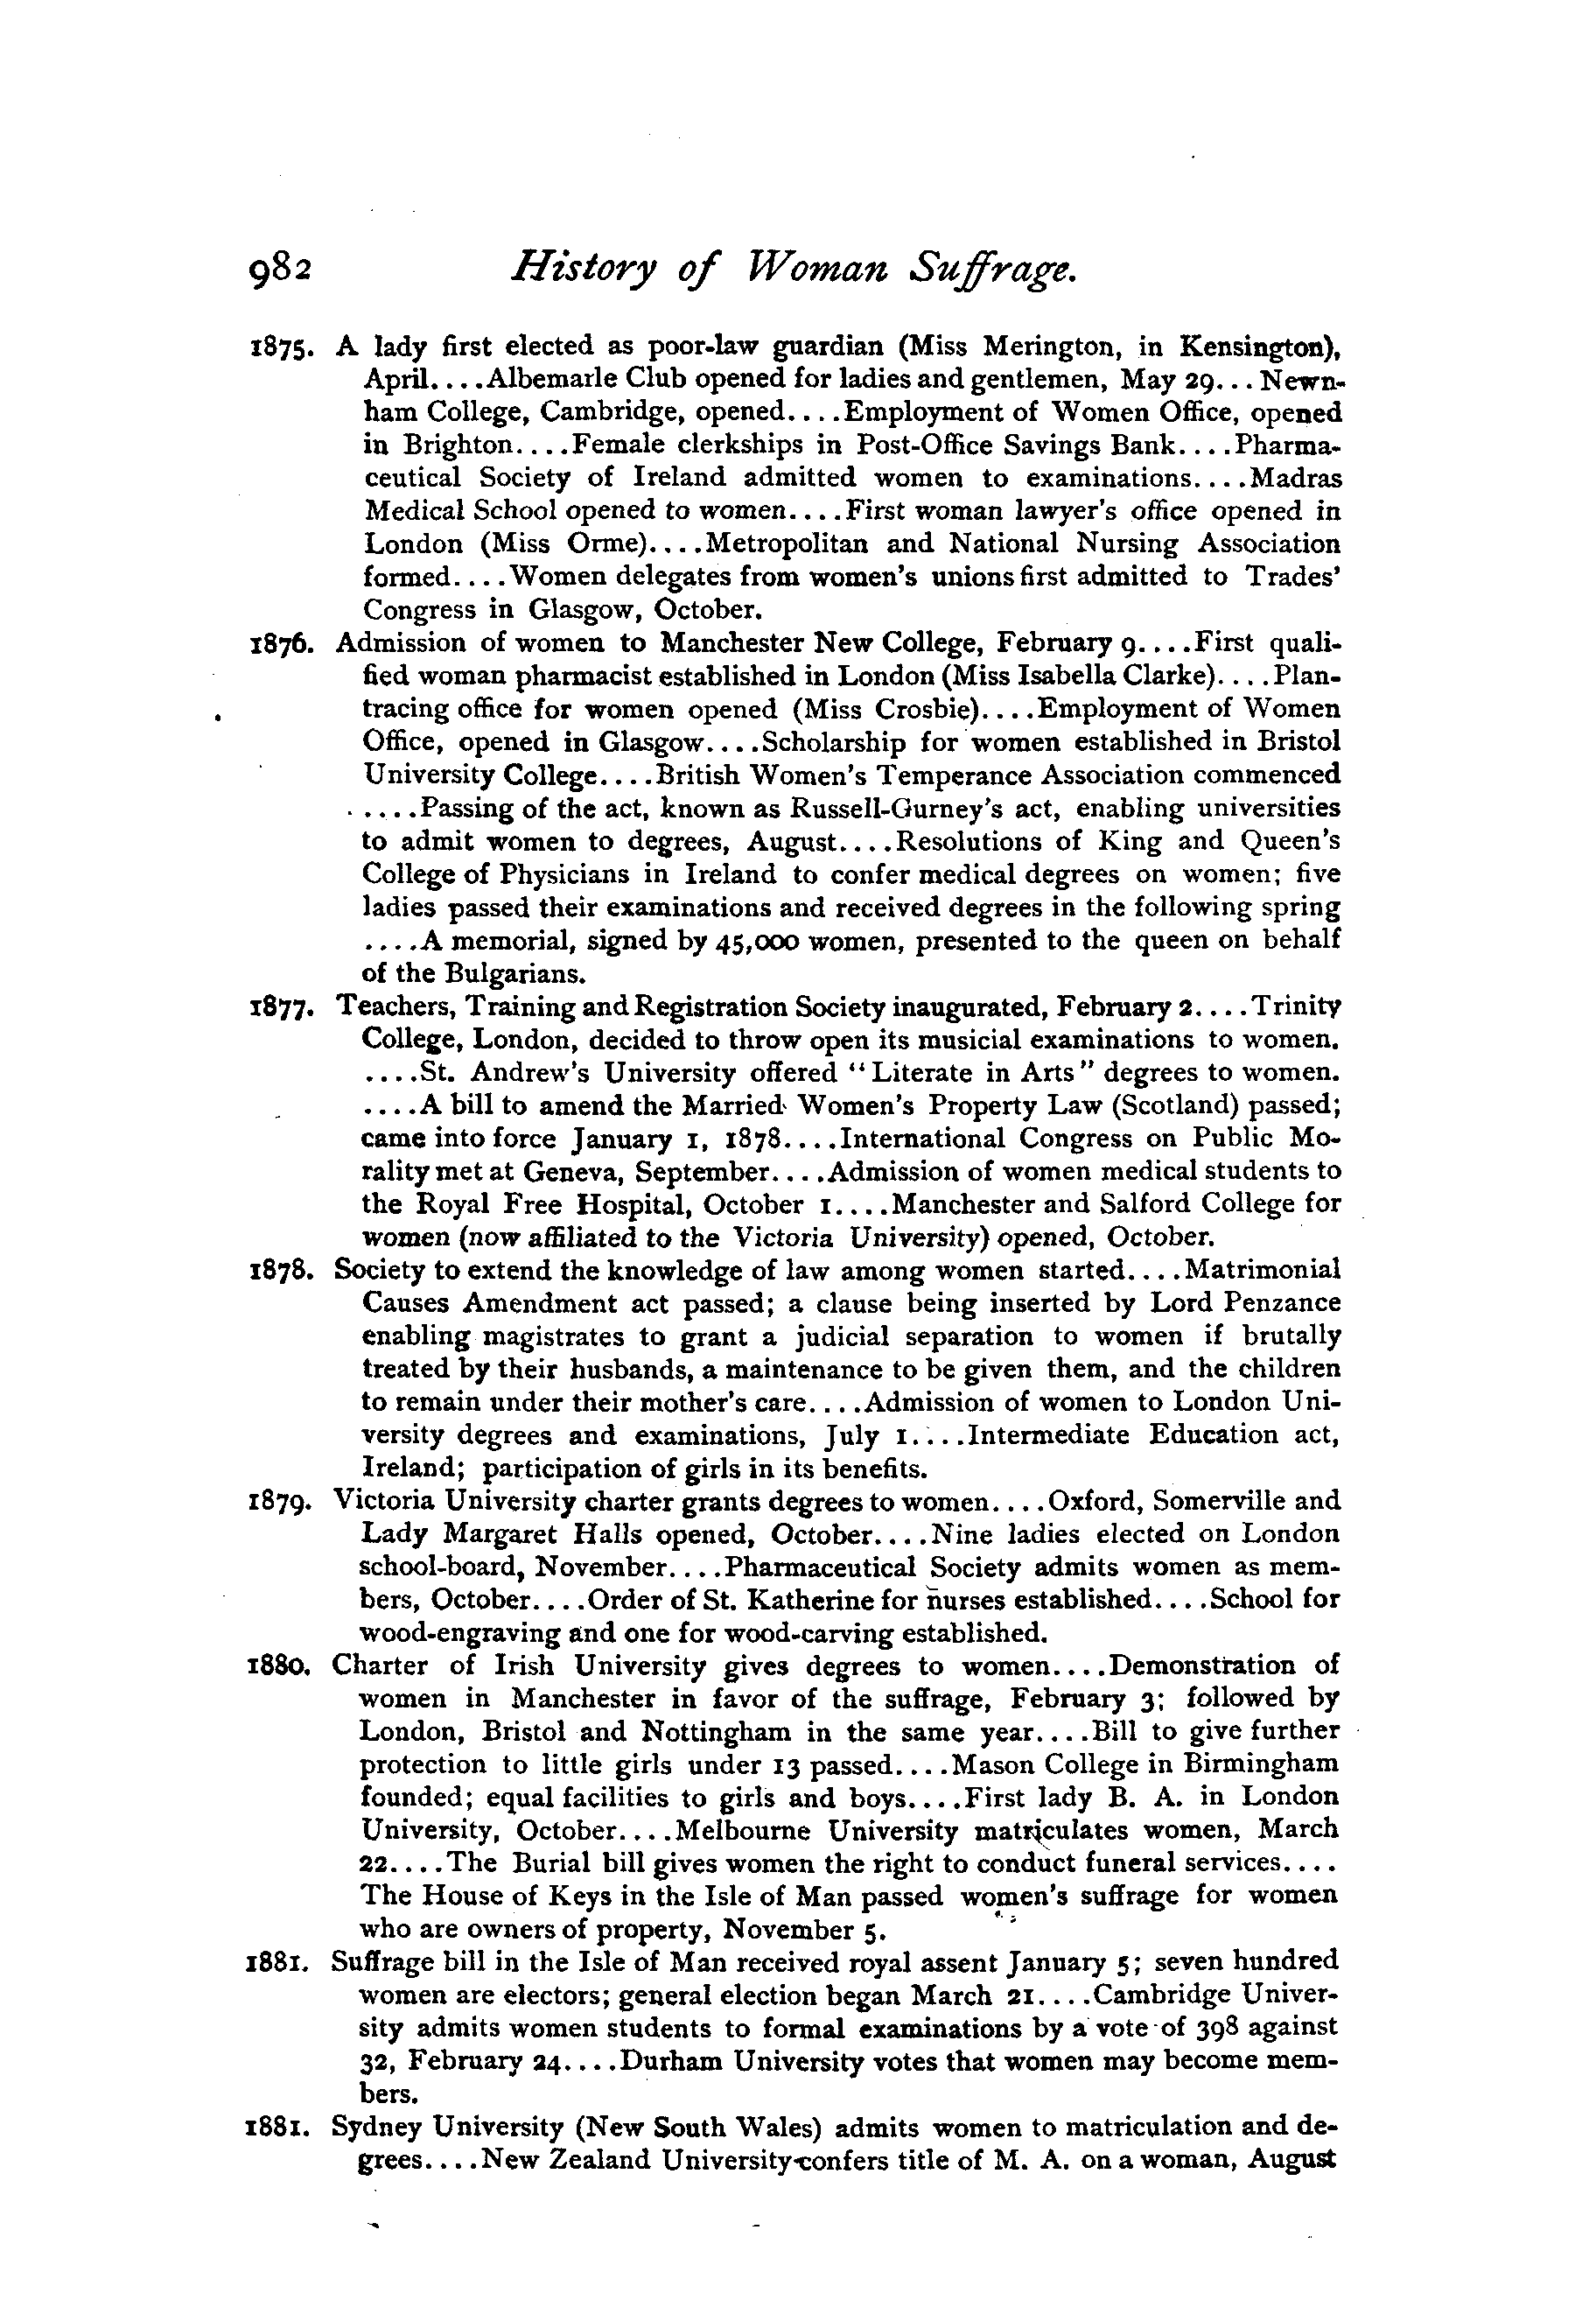 982 History of Woman Suffrage.
1875. A lady first elected as poor-law guardian (Miss Merington, in Kensington),
April....Albemarle Club opened for ladies and gentlemen, May 29...Newn-
ham College, Cambridge, opened....Employment of Women Office, opened
in Brighton....Female clerkships in Post-Office Savings Bank....Pharma-
ceutical Society of Ireland admitted women to examinations....Madras
Medical School opened to women....First woman lawyer's office opened in
London (Miss Orme)....Metropolitan and National Nursing Association
formed....Women delegates from women's unions first admitted to Trades'
Congress in Glasgow, October.
1876. Admission of women to Manchester New College, February 9....First quali-
fied woman pharmacist established in London (Miss Isabella Clarke)....Plan-
tracing office for women opened (Miss Crosbie)....Employment of Women
Office, opened in Glasgow....Scholarship for women established in Bristol
University College....British Women's Temperance Association commenced
.....Passing of the act, known as Russell-Gurney's act, enabling universities
to admit women to degrees, August....Resolutions of King and Queen's
College of Physicians in Ireland to confer medical degrees on women; five
ladies passed their examinations and received degrees in the following spring
....A memorial, signed by 45,000 women, presented to the queen on behalf
of the Bulgarians.
1877. Teachers, Training and Registration Society inaugurated, February 2....Trinity
College, London, decided to throw open its musicial examinations to women.
....St. Andrew's University offered "Literate in Arts" degrees to women.
....A bill to amend the Married Women's Property Law (Scotland) passed;
came into force January 1, 1878....International Congress on Public Mo-
rality met at Geneva, September....Admission of women medical students to
the Royal Free Hospital, October 1....Manchester and Salford College for
women (now affiliated to the Victoria University) opened, October.
1878. Society to extend the knowledge of law among women started....Matrimonial
Causes Amendment act passed; a clause being inserted by Lord Penzance
enabling magistrates to grant a judicial separation to women if brutally
treated by their husbands, a maintenance to be given them, and the children
to remain under their mother's care....Admission of women to London Uni-
versity degrees and examinations, July 1....Intermediate Education act,
Ireland; participation of girls in its benefits.
1879. Victoria University charter grants degrees to women....Oxford, Somerville and
Lady Margaret Halls opened, October....Nine ladies elected on London
school-board, November....Pharmaceutical Society admits women as mem-
bers, October....Order of St. Katherine for nurses established....School for
wood-engraving and one for wood-carving established.
1880. Charter of Irish University gives degrees to women....Demonstration of
women in Manchester in favor of the suffrage, February 3; followed by
London, Bristol and Nottingham in the same year....Bill to give further
protection to little girls under 13 passed....Mason College in Birmingham
founded; equal facilities to girls and boys....First lady B. A. in London
University, October....Melbourne University matriculates women, March
22....The Burial bill gives women the right to conduct funeral services....
The House of Keys in the Isle of Man passed women's suffrage for women
who are owners of property, November 5.
1881. Suffrage bill in the Isle of Man received royal assent January 5; seven hundred
women are electors; general election began March 21....Cambridge Univer-
sity admits women students to formal examinations by a vote of 398 against
32, February 24....Durham University votes that women may become mem-
bers.
1881. Sydney University (New South Wales) admits women to matriculation and de-
grees....New Zealand University confers title of M. A. on a woman, August